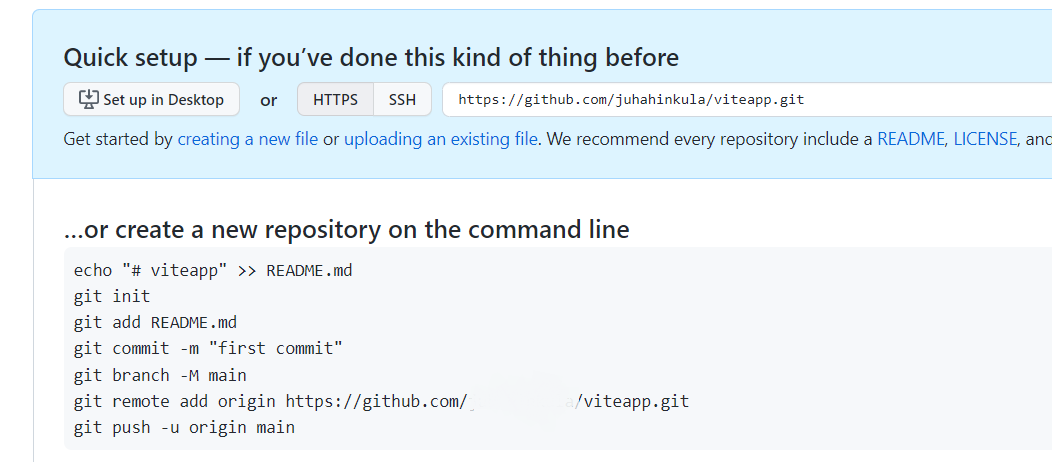 Quick setup — if you’ve done this kind of thing before
Set up in Desktop or HTTPS SSH https://github.com/juhahinkula/viteapp.git
Get started by creating a new file or uploading an existing file. We recommend every repository include a README, LICENSE, and
…or create a new repository on the command line
echo "# viteapp" >> README.md
git init
git add README.md
git commit -m "first commit"
git branch -M main
git remote add origin https://github.com/ /viteapp.git
git push -u origin main